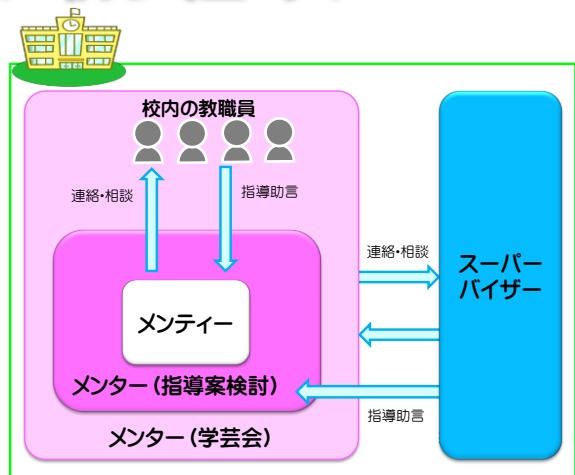 校内の教職員
連絡・相談
指導助言
メンティー
メンター(指導案検討)
メンター(学芸会)
連絡・相談
指導助言
スーパー
バイザー